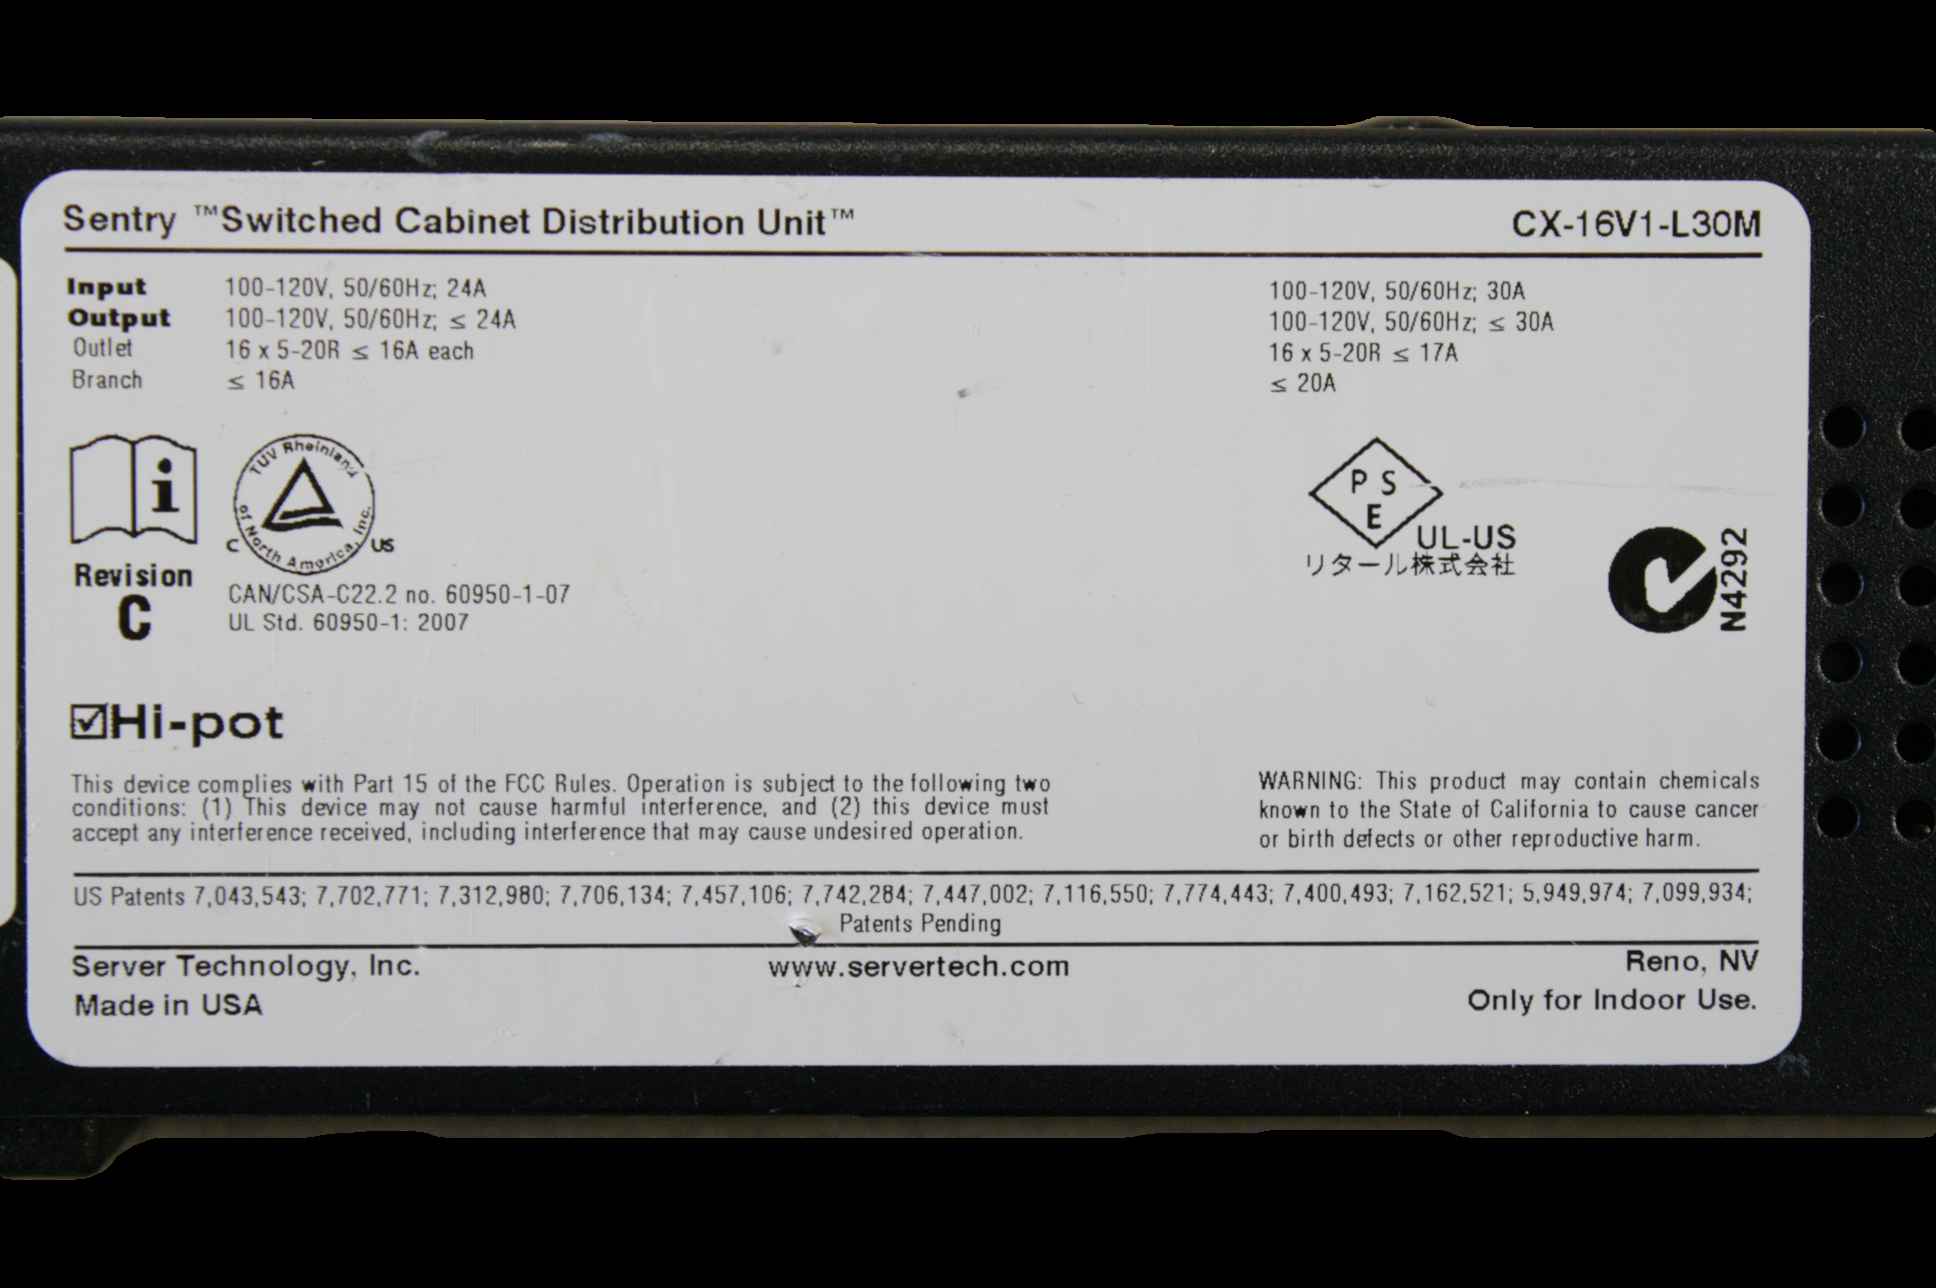 Sentry ™Switched Cabinet Distribution Unit™ CX-16V1-L30M
Input 100-120V, 50/60Hz; 24A 100-120V, 50/60Hz; 30A
Output 100-120V, 50/60Hz; ≤ 24A 100-120V, 50/60Hz; ≤ 30A
Outlet 16 x 5-20R ≤ 16A each 16 x 5-20R ≤ 17A
Branch ≤ 16A ≤ 20A
i
TUV Rheinland
of North America, Inc.
C US
P S
E
UL-US
リタール株式会社
N4292
Revision
C
CAN/CSA-C22.2 no. 60950-1-07
UL Std. 60950-1: 2007
☑Hi-pot
This device complies with Part 15 of the FCC Rules. Operation is subject to the following two
conditions: (1) This device may not cause harmful interference, and (2) this device must
accept any interference received, including interference that may cause undesired operation.
WARNING: This product may contain chemicals
known to the State of California to cause cancer
or birth defects or other reproductive harm.
US Patents 7,043,543; 7,702,771; 7,312,980; 7,706,134; 7,457,106; 7,742,284; 7,447,002; 7,116,550; 7,774,443; 7,400,493; 7,162,521; 5,949,974; 7,099,934;
Patents Pending
Server Technology, Inc. www.servertech.com Reno, NV
Made in USA Only for Indoor Use.